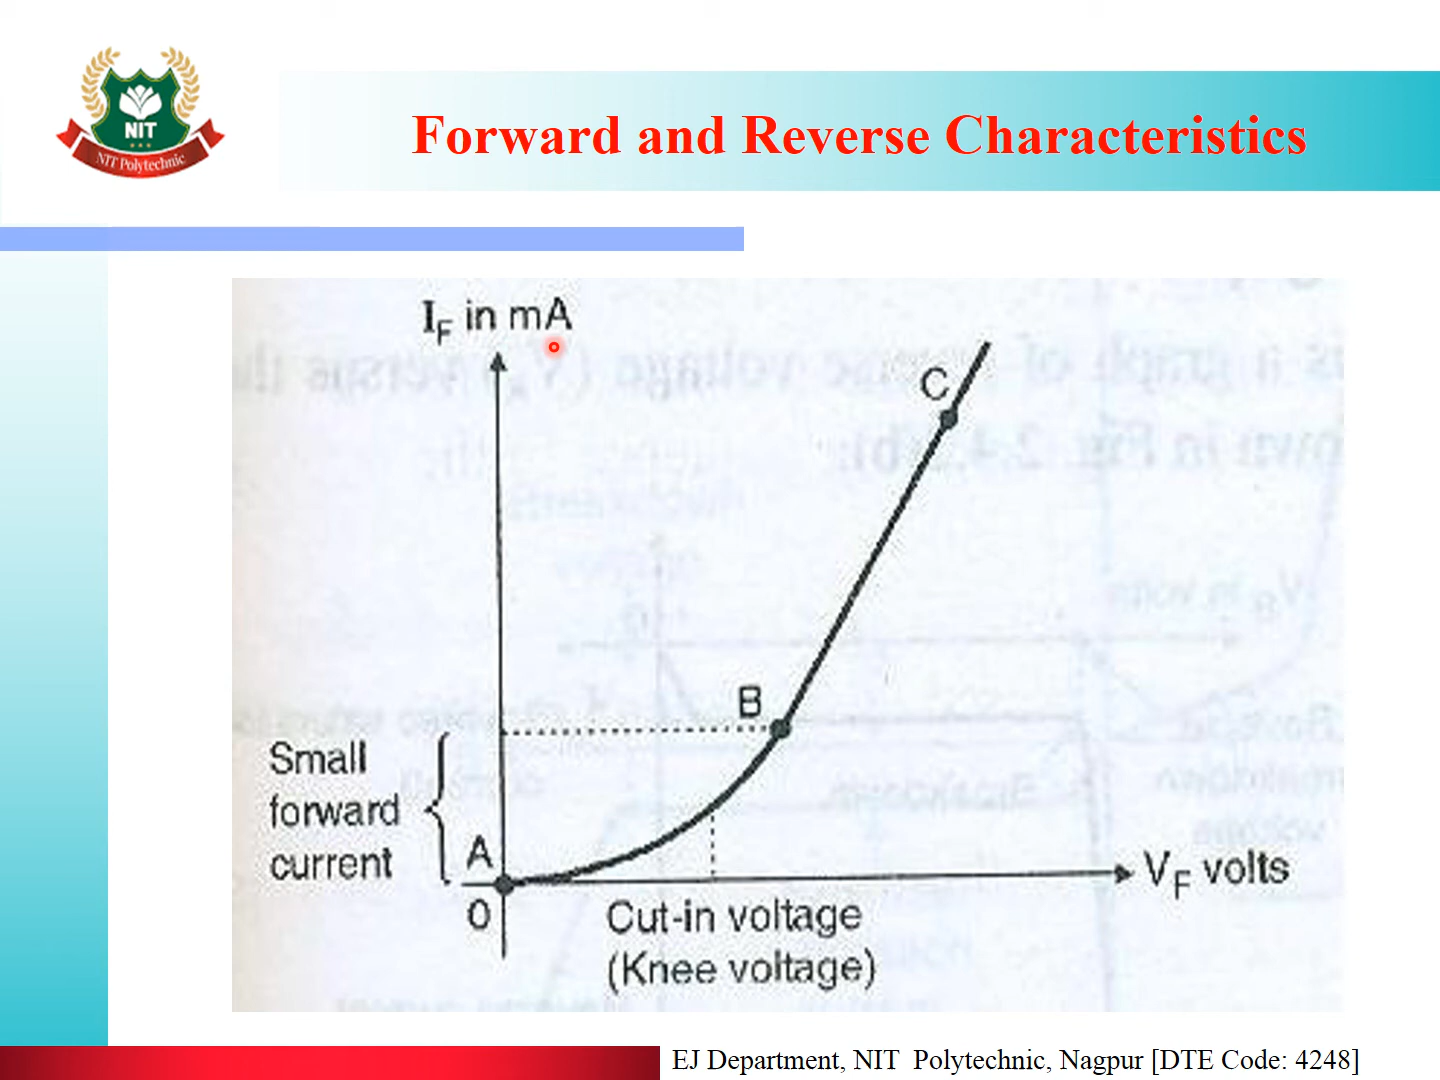 NIT
NIT Polytechnic
Forward and Reverse Characteristics
I_F in mA
C
B
Small
forward
current
A
V_F volts
0
Cut-in voltage
(Knee voltage)
EJ Department, NIT Polytechnic, Nagpur [DTE Code: 4248]